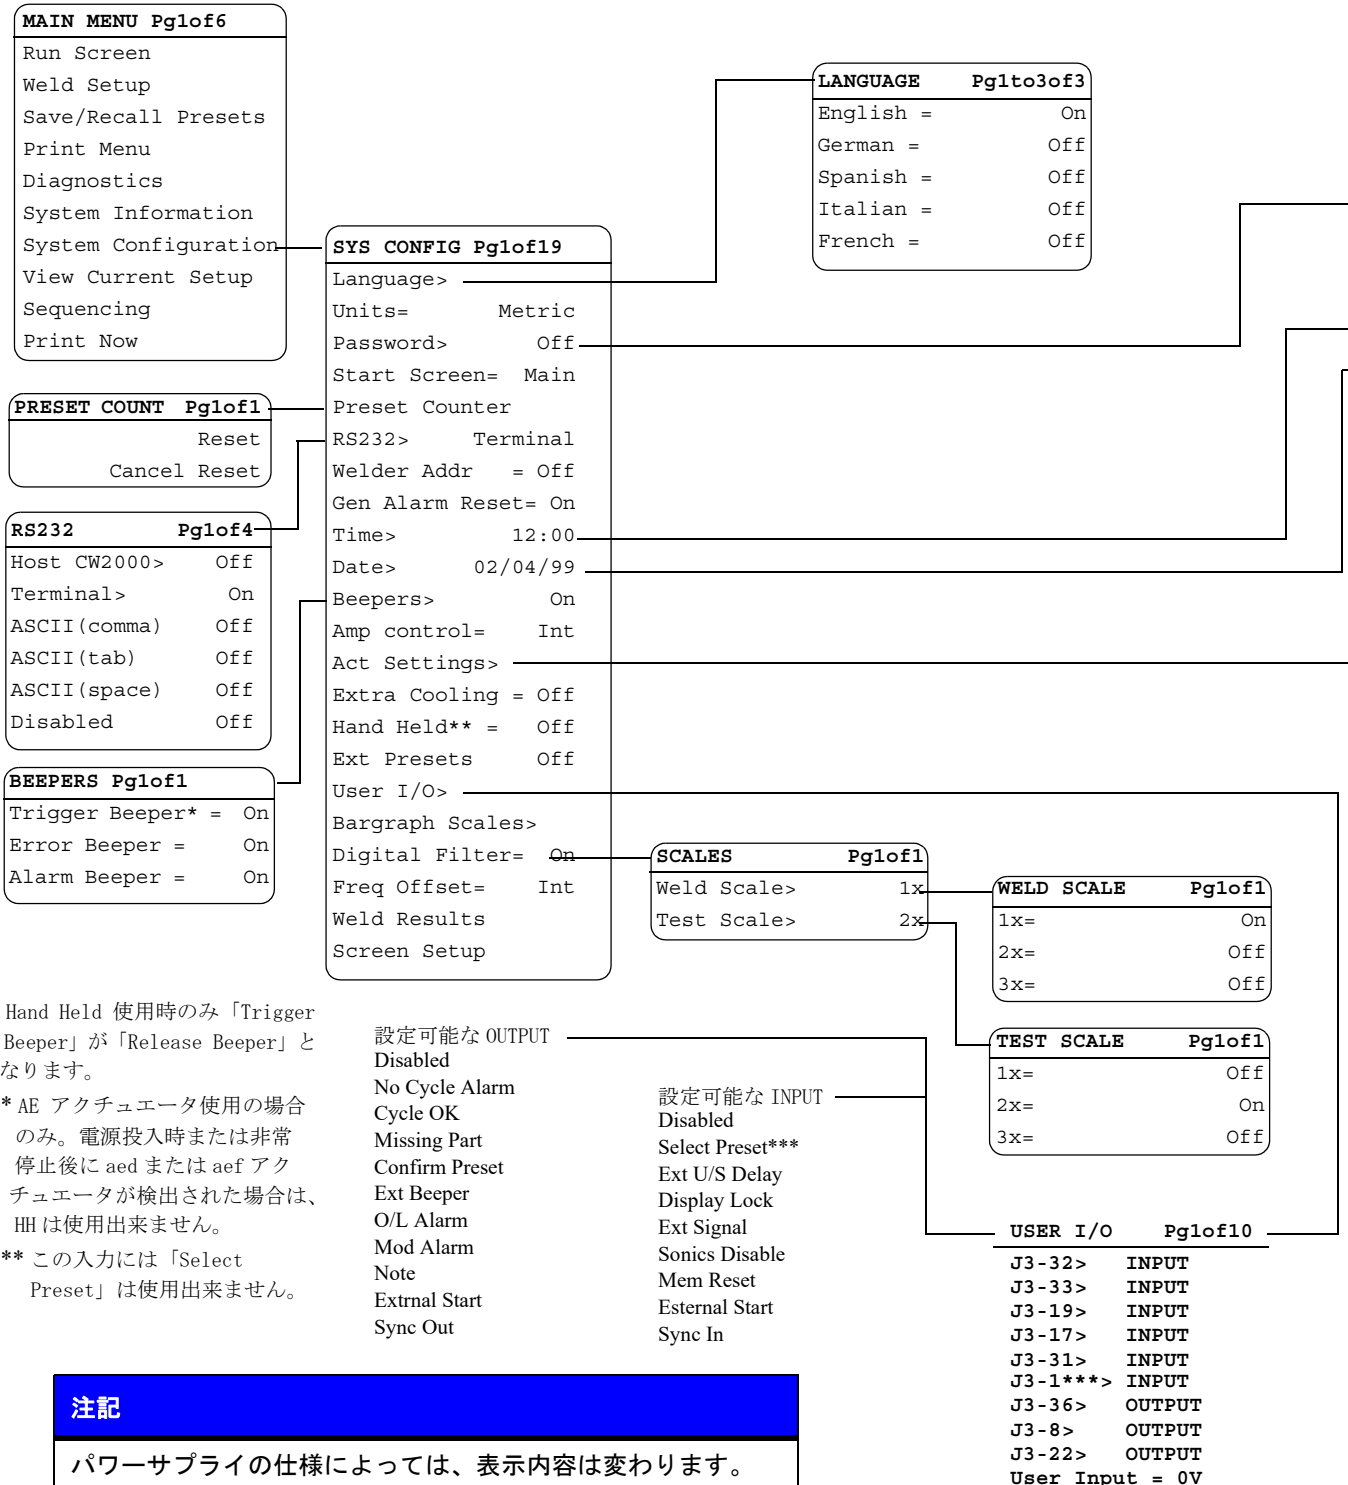 MAIN MENU Pg1of6
Run Screen
Weld Setup
Save/Recall Presets
Print Menu
Diagnostics
System Information
System Configuration
View Current Setup
Sequencing
Print Now
PRESET COUNT Pg1of1
Reset
Cancel Reset
RS232 Pg1of4
Host CW2000> Off
Terminal> On
ASCII(comma) Off
ASCII(tab) Off
ASCII(space) Off
Disabled Off
BEEPERS Pg1of1
Trigger Beeper* = On
Error Beeper = On
Alarm Beeper = On
SYS CONFIG Pg1of19
Language>
Units= Metric
Password> Off
Start Screen= Main
Preset Counter
RS232> Terminal
Welder Addr = Off
Gen Alarm Reset= On
Time> 12:00
Date> 02/04/99
Beepers> On
Amp control= Int
Act Settings>
Extra Cooling = Off
Hand Held** = Off
Ext Presets Off
User I/O>
Bargraph Scales>
Digital Filter= On
Freq Offset= Int
Weld Results
Screen Setup
LANGUAGE Pg1to3of3
English = On
German = Off
Spanish = Off
Italian = Off
French = Off
SCALES Pg1of1
Weld Scale> 1x
Test Scale> 2x
WELD SCALE Pg1of1
1x= On
2x= Off
3x= Off
TEST SCALE Pg1of1
1x= Off
2x= On
3x= Off
Hand Held 使用時のみ「Trigger
Beeper」が「Release Beeper」と
なります。
* AE アクチュエータ使用の場合
のみ。電源投入時または非常
停止後に aed または aef アク
チュエータが検出された場合は、
HH は使用出来ません。
** この入力には「Select
Preset」は使用出来ません。
設定可能な OUTPUT
Disabled
No Cycle Alarm
Cycle OK
Missing Part
Confirm Preset
Ext Beeper
O/L Alarm
Mod Alarm
Note
Extrnal Start
Sync Out
設定可能な INPUT
Disabled
Select Preset***
Ext U/S Delay
Display Lock
Ext Signal
Sonics Disable
Mem Reset
Esternal Start
Sync In
USER I/O Pg1of10
J3-32> INPUT
J3-33> INPUT
J3-19> INPUT
J3-17> INPUT
J3-31> INPUT
J3-1***> INPUT
J3-36> OUTPUT
J3-8> OUTPUT
J3-22> OUTPUT
User Input = 0V
注記
パワーサプライの仕様によっては、表示内容は変わります。